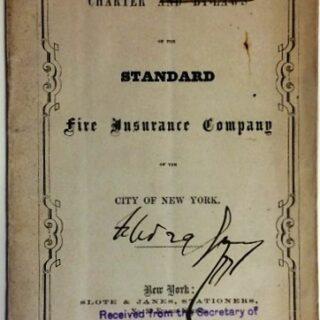 CHARTER AND BY-LAWS
OF THE
STANDARD
Fire Insurance Company
OF THE
CITY OF NEW YORK.
New York:
SLOTE & JANES, STATIONERS,
Received from the Secretary of